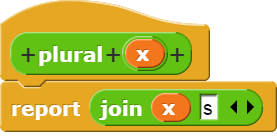 +plural+ x +
report join x s